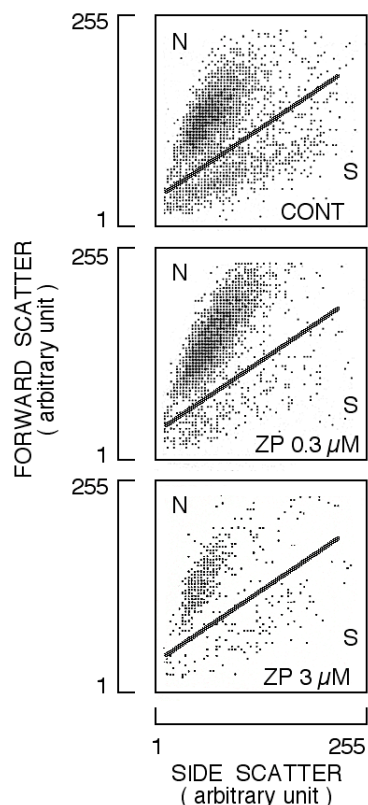 255
N
S
CONT
1
255
N
S
ZP 0.3 µM
1
255
N
S
ZP 3 µM
1
FORWARD SCATTER
( arbitrary unit )
1 255
SIDE SCATTER
( arbitrary unit )